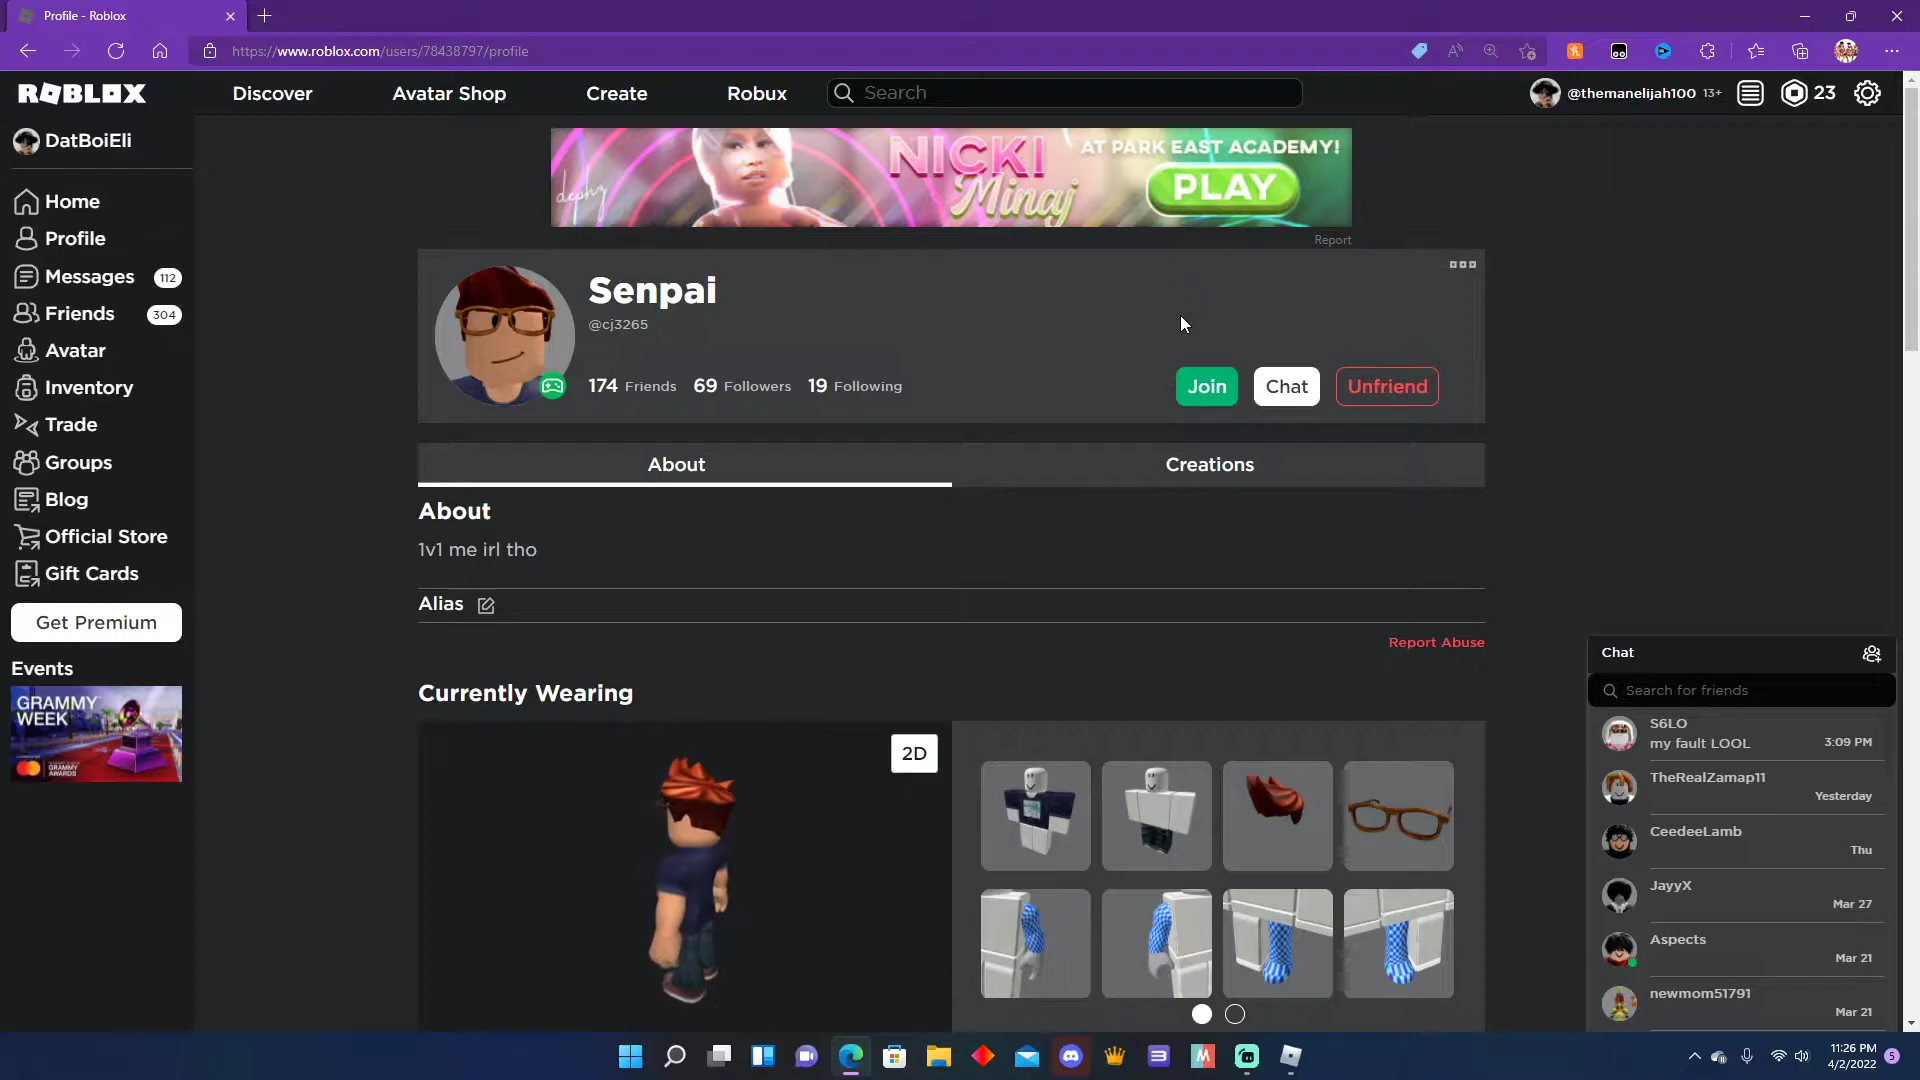 Profile - Roblox
https://www.roblox.com/users/78438797/profile
ROBLOX
Discover
Avatar Shop
Create
Robux
Search
@themanelijah100 13+
23
DatBoiEli
Home
Profile
Messages 112
Friends 304
Avatar
Inventory
Trade
Groups
Blog
Official Store
Gift Cards
Get Premium
Events
GRAMMY WEEK
GRAMMY AWARDS
dephy
NICKI
Minaj
AT PARK EAST ACADEMY!
PLAY
Report
Senpai
@cj3265
174 Friends 69 Followers 19 Following
Join
Chat
Unfriend
About
Creations
About
1v1 me irl tho
Alias
Report Abuse
Currently Wearing
2D
Chat
Search for friends
S6LO
my fault LOOL 3:09 PM
TheRealZamap11
Yesterday
CeedeeLamb
Thu
JayyX
Mar 27
Aspects
Mar 21
newmom51791
Mar 21
11:26 PM
4/2/2022
5